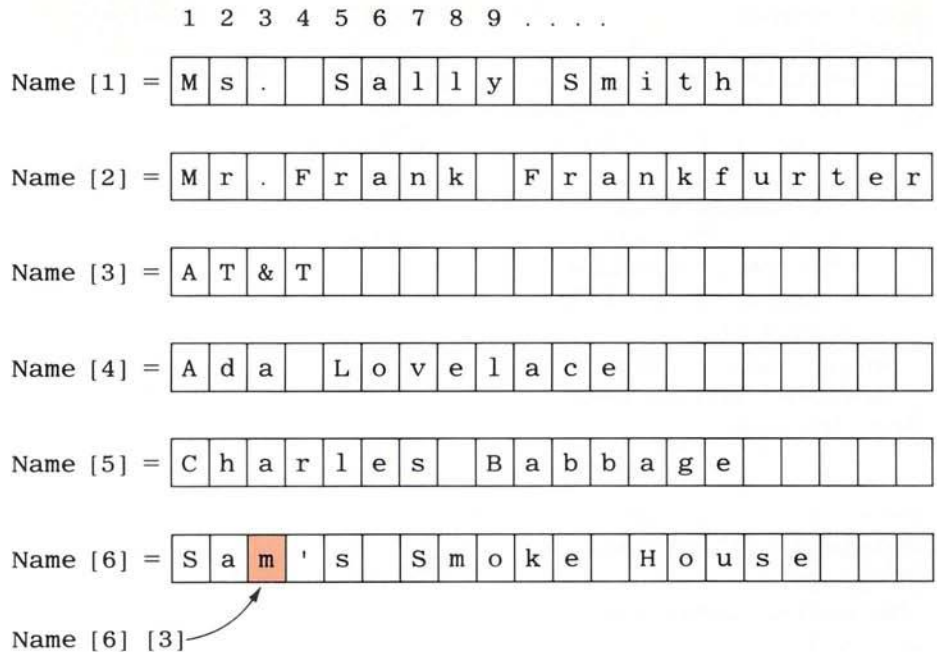 1 2 3 4 5 6 7 8 9 . . . .
Name [1] = Ms. Sally Smith
Name [2] = Mr.Frank Frankfurter
Name [3] = AT&T
Name [4] = Ada Lovelace
Name [5] = Charles Babbage
Name [6] = Sam's Smoke House
Name [6] [3]